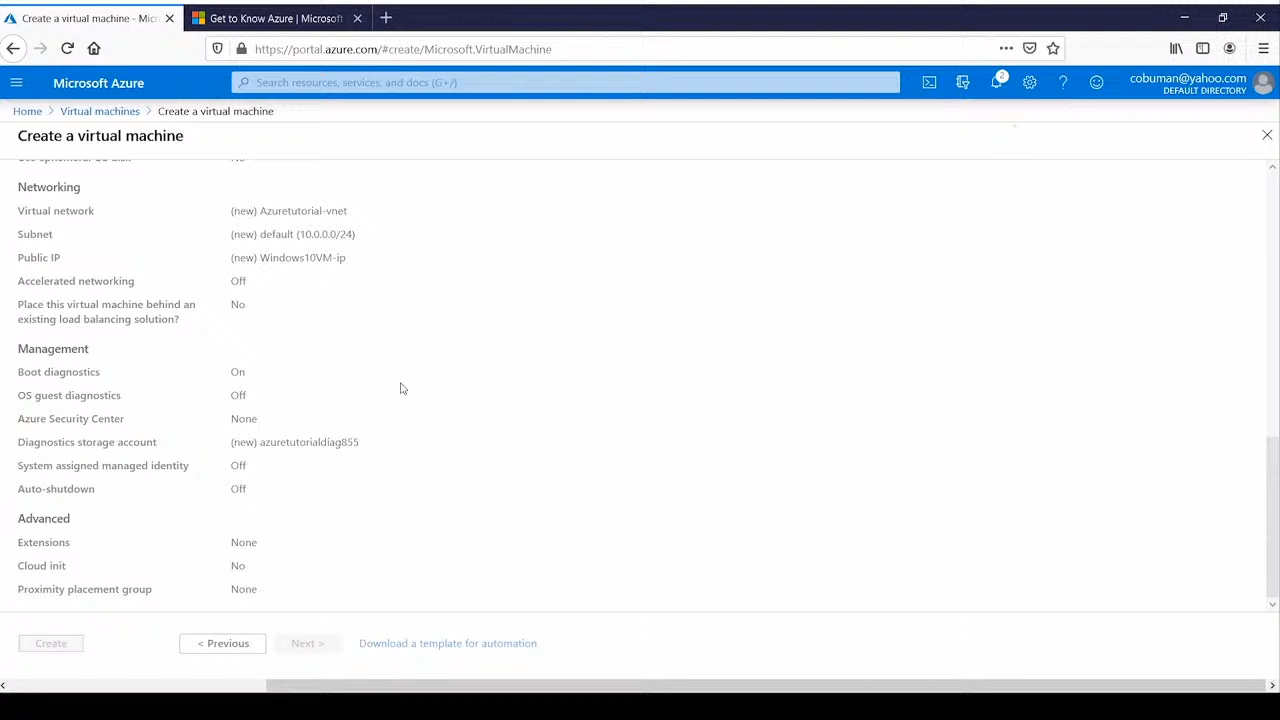 Create a virtual machine - Micr
Get to Know Azure | Microsoft
https://portal.azure.com/#create/Microsoft.VirtualMachine
Microsoft Azure
Search resources, services, and docs (G+/)
2
cobuman@yahoo.com
DEFAULT DIRECTORY
Home > Virtual machines > Create a virtual machine
Create a virtual machine
Networking
Virtual network (new) Azuretutorial-vnet
Subnet (new) default (10.0.0.0/24)
Public IP (new) Windows10VM-ip
Accelerated networking Off
Place this virtual machine behind an No
existing load balancing solution?
Management
Boot diagnostics On
OS guest diagnostics Off
Azure Security Center None
Diagnostics storage account (new) azuretutorialdiag855
System assigned managed identity Off
Auto-shutdown Off
Advanced
Extensions None
Cloud init No
Proximity placement group None
Create < Previous Next > Download a template for automation